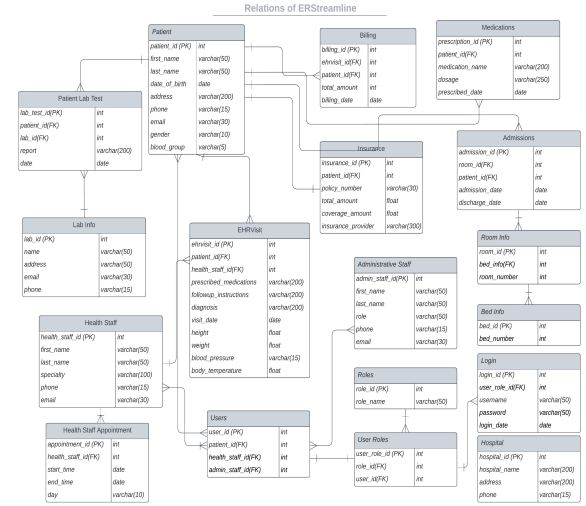 Relations of ERStreamline
Patient
patient_id (PK) int
first_name varchar(50)
last_name varchar(50)
date_of_birth date
address varchar(200)
phone varchar(15)
email varchar(30)
gender varchar(10)
blood_group varchar(5)
Billing
billing_id (PK) int
ehrvisit_id(FK) int
patient_id(FK) int
total_amount int
billing_date date
Medications
prescription_id (PK) int
patient_id(FK) int
medication_name varchar(200)
dosage varchar(250)
prescribed_date date
Patient Lab Test
lab_test_id(PK) int
patient_id(FK) int
lab_id(FK) int
report varchar(200)
date date
Insurance
insurance_id (PK) int
patient_id(FK) int
policy_number varchar(30)
total_amount float
coverage_amount float
insurance_provider varchar(300)
Admissions
admission_id (PK) int
room_id(FK) int
patient_id(FK) int
admission_date date
discharge_date date
Lab Info
lab_id (PK) int
name varchar(50)
address varchar(50)
email varchar(30)
phone varchar(15)
EHRVisit
ehrvisit_id (PK) int
patient_id(FK) int
health_staff_id(FK) int
prescribed_medications varchar(200)
followup_instructions varchar(200)
diagnosis varchar(200)
visit_date date
height float
weight float
blood_pressure varchar(15)
body_temperature float
Room Info
room_id (PK) int
bed_info(FK) int
room_number int
Administrative Staff
admin_staff_id(PK) int
first_name varchar(50)
last_name varchar(50)
role varchar(50)
phone varchar(15)
email varchar(30)
Bed Info
bed_id (PK) int
bed_number int
Health Staff
health_staff_id (PK) int
first_name varchar(50)
last_name varchar(50)
specialty varchar(100)
phone varchar(15)
email varchar(30)
Login
login_id (PK) int
user_role_id(FK) int
username varchar(50)
password varchar(50)
login_date date
Roles
role_id (PK) int
role_name varchar(50)
Users
user_id (PK) int
patient_id(FK) int
health_staff_id(FK) int
admin_staff_id(FK) int
Health Staff Appointment
appointment_id (PK) int
health_staff_id(FK) int
start_time date
end_time date
day varchar(10)
User Roles
user_role_id (PK) int
role_id(FK) int
user_id(FK) int
Hospital
hospital_id (PK) int
hospital_name varchar(200)
address varchar(200)
phone varchar(15)